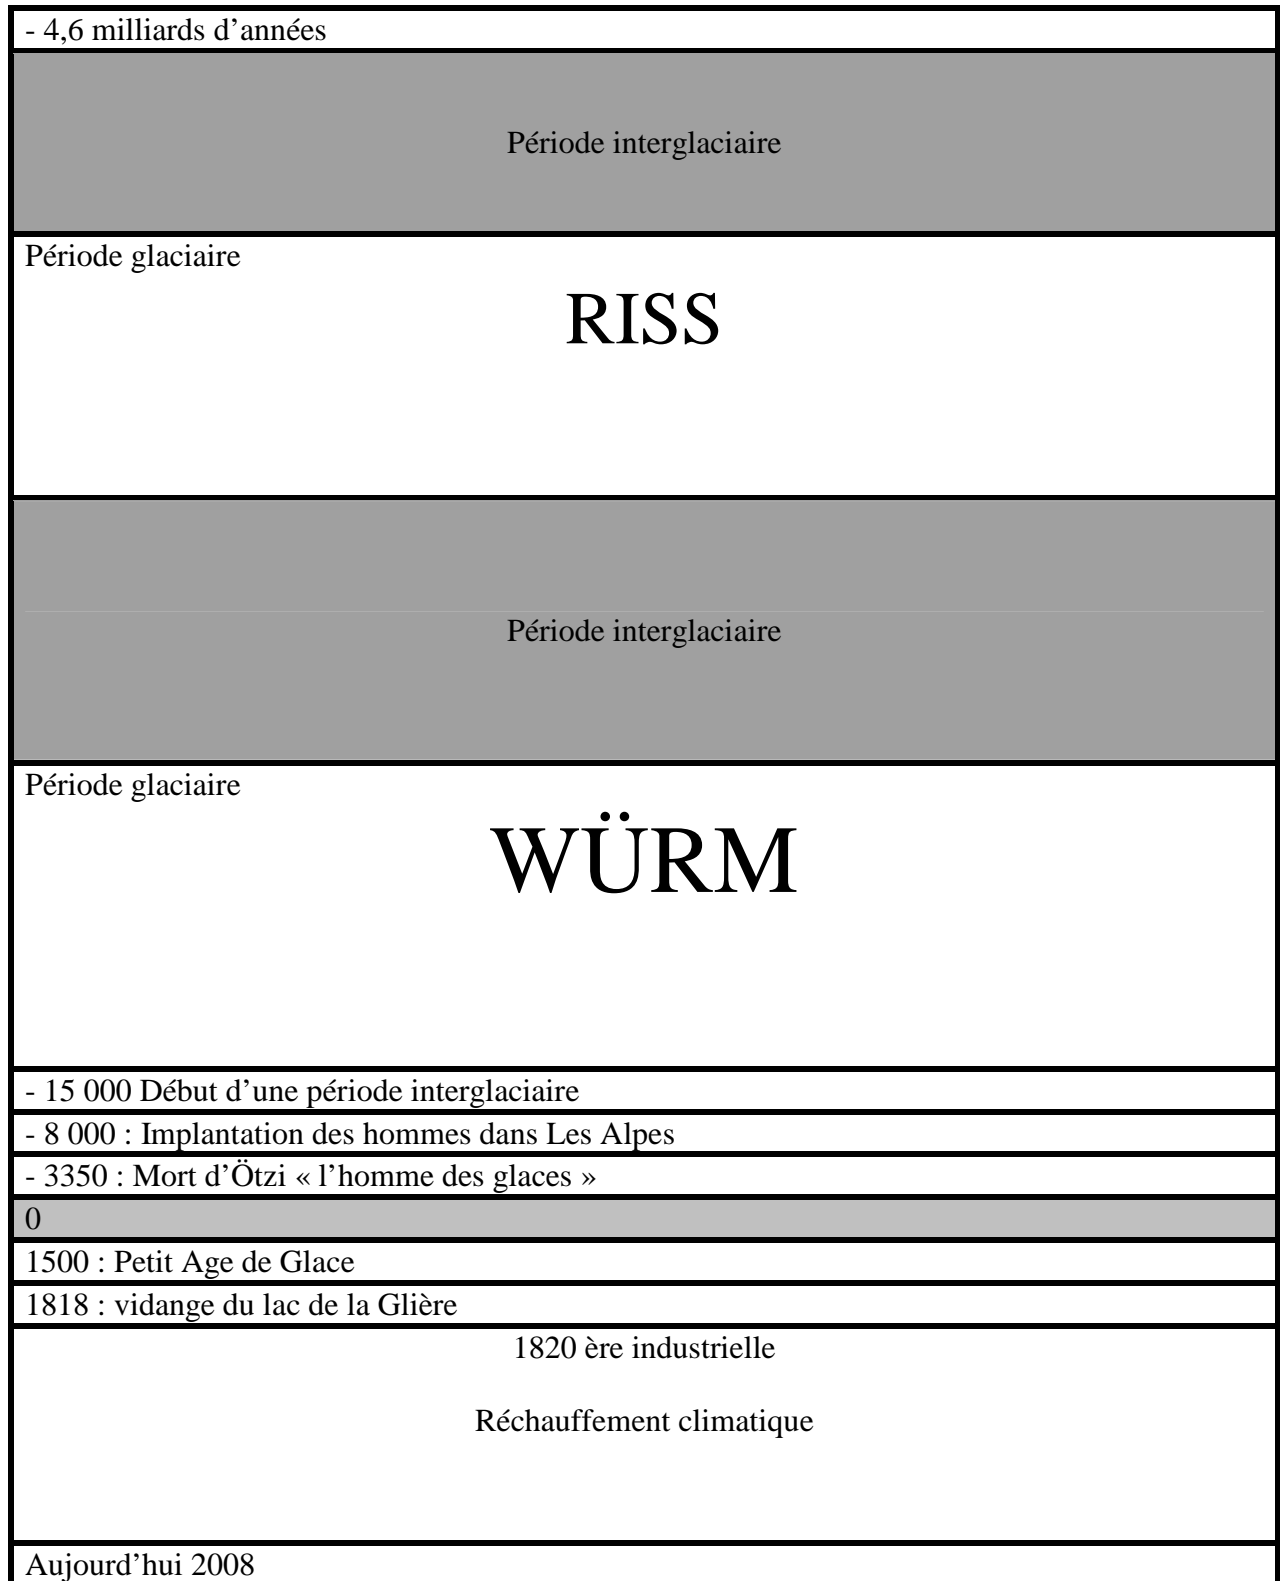 - 4,6 milliards d’années
Période interglaciaire
Période glaciaire
RISS
Période interglaciaire
Période glaciaire
WÜRM
- 15 000 Début d’une période interglaciaire
- 8 000 : Implantation des hommes dans Les Alpes
- 3350 : Mort d’Ötzi « l’homme des glaces »
0
1500 : Petit Age de Glace
1818 : vidange du lac de la Glière
1820 ère industrielle
Réchauffement climatique
Aujourd’hui 2008